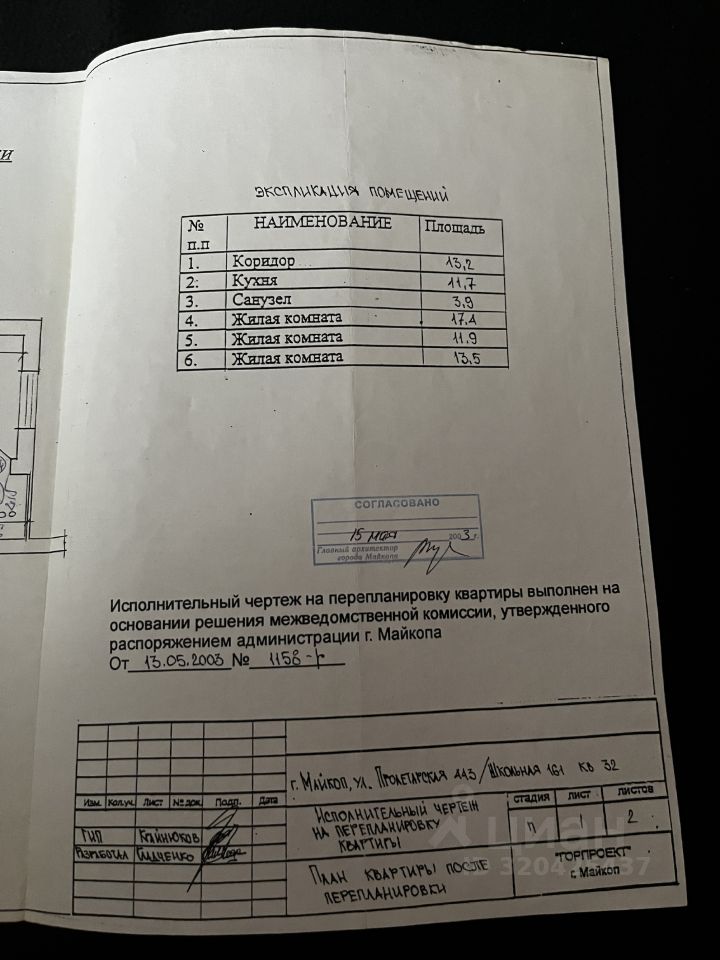 ЭКСПЛИКАЦИЯ ПОМЕЩЕНИЙ
№ п.п НАИМЕНОВАНИЕ Площадь
1. Коридор 13,2
2: Кухня 11,7
3. Санузел 3,9
4. Жилая комната 17.4
5. Жилая комната 11.9
6. Жилая комната 13.5
СОГЛАСОВАНО
15 мая 2003 г.
Главный архитектор
города Майкопа
Исполнительный чертеж на перепланировку квартиры выполнен на
основании решения межведомственной комиссии, утвержденного
распоряжением администрации г. Майкопа
От 13.05.2003 № 1158-р
г. Майкоп, ул. Пролетарская 443/Школьная 161 кв 32
Изм. Кол.уч. Лист № док. Подп. Дата
Исполнительный чертеж
на перепланировку
квартиры
стадия лист листов
П 1 2
ГИП Калнюков
Разработал
План квартиры после
перепланировки
"ТОРПРОЕКТ"
г. Майкоп
циан